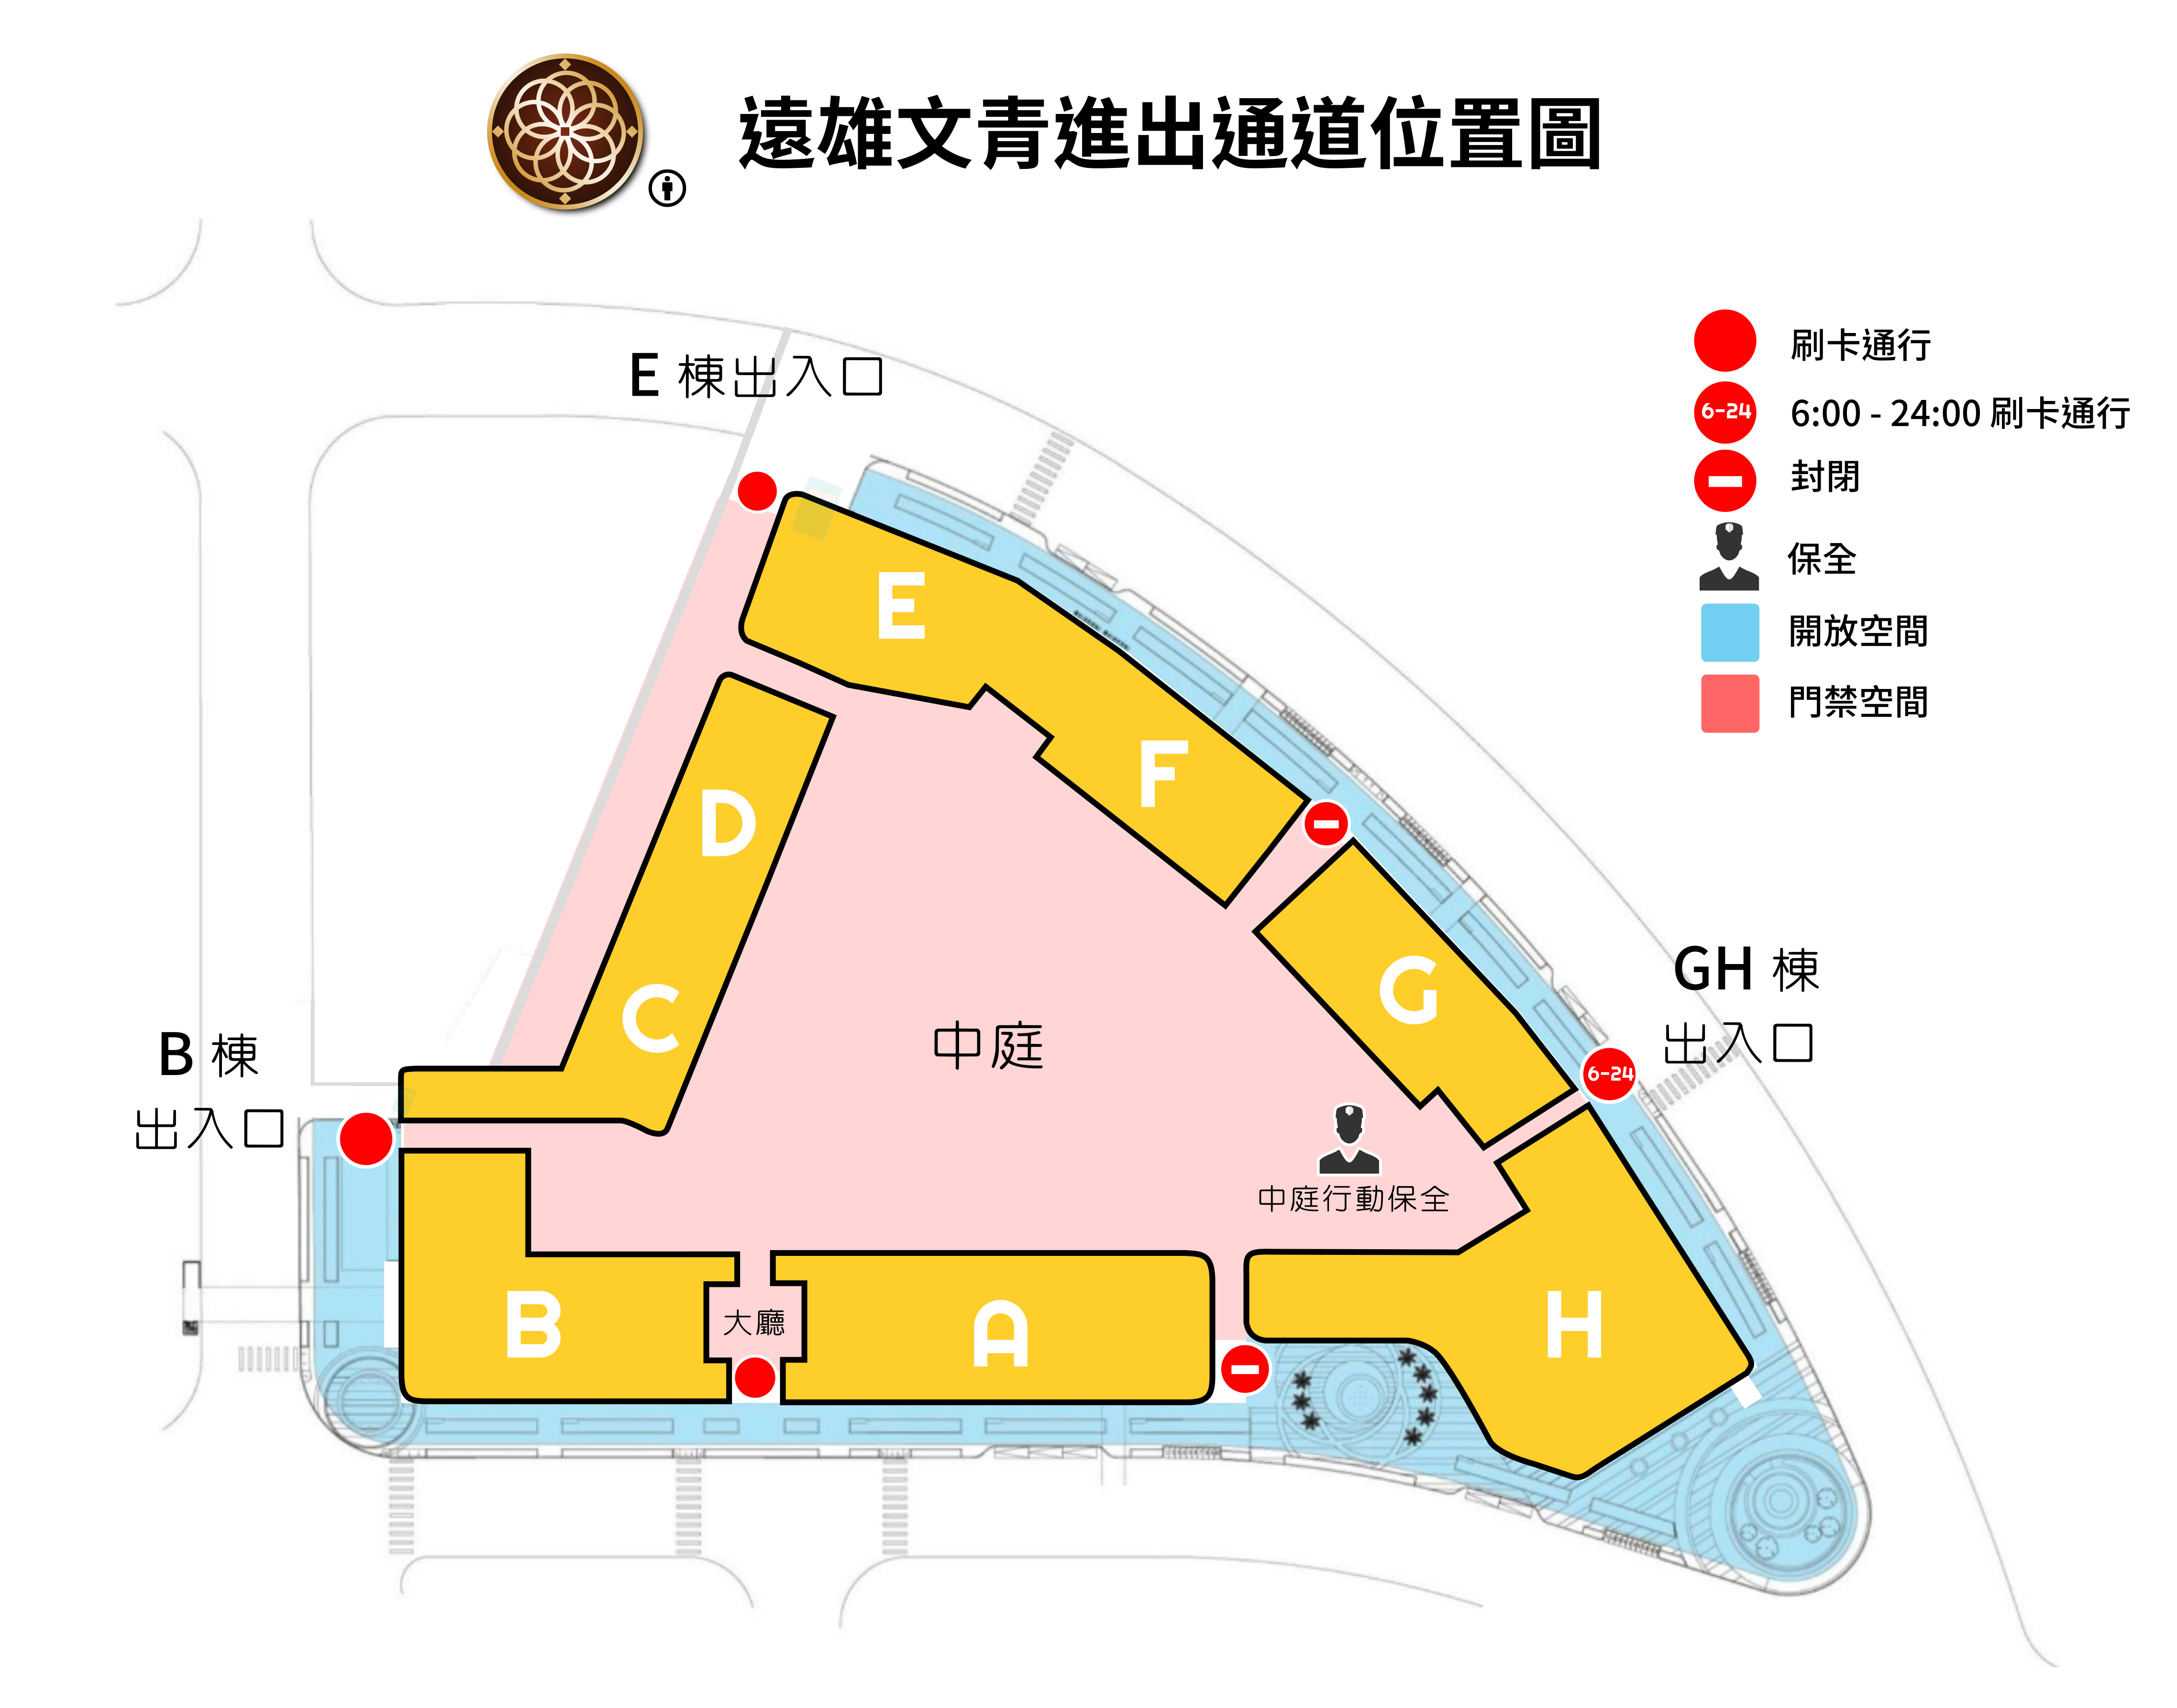 遠雄文青進出通道位置圖
刷卡通行
6-24
6:00 - 24:00 刷卡通行
封閉
保全
開放空間
門禁空間
E 棟出入口
E
D
F
C
G
GH 棟
出入口
6-24
B 棟
出入口
中庭
中庭行動保全
B
大廳
A
H